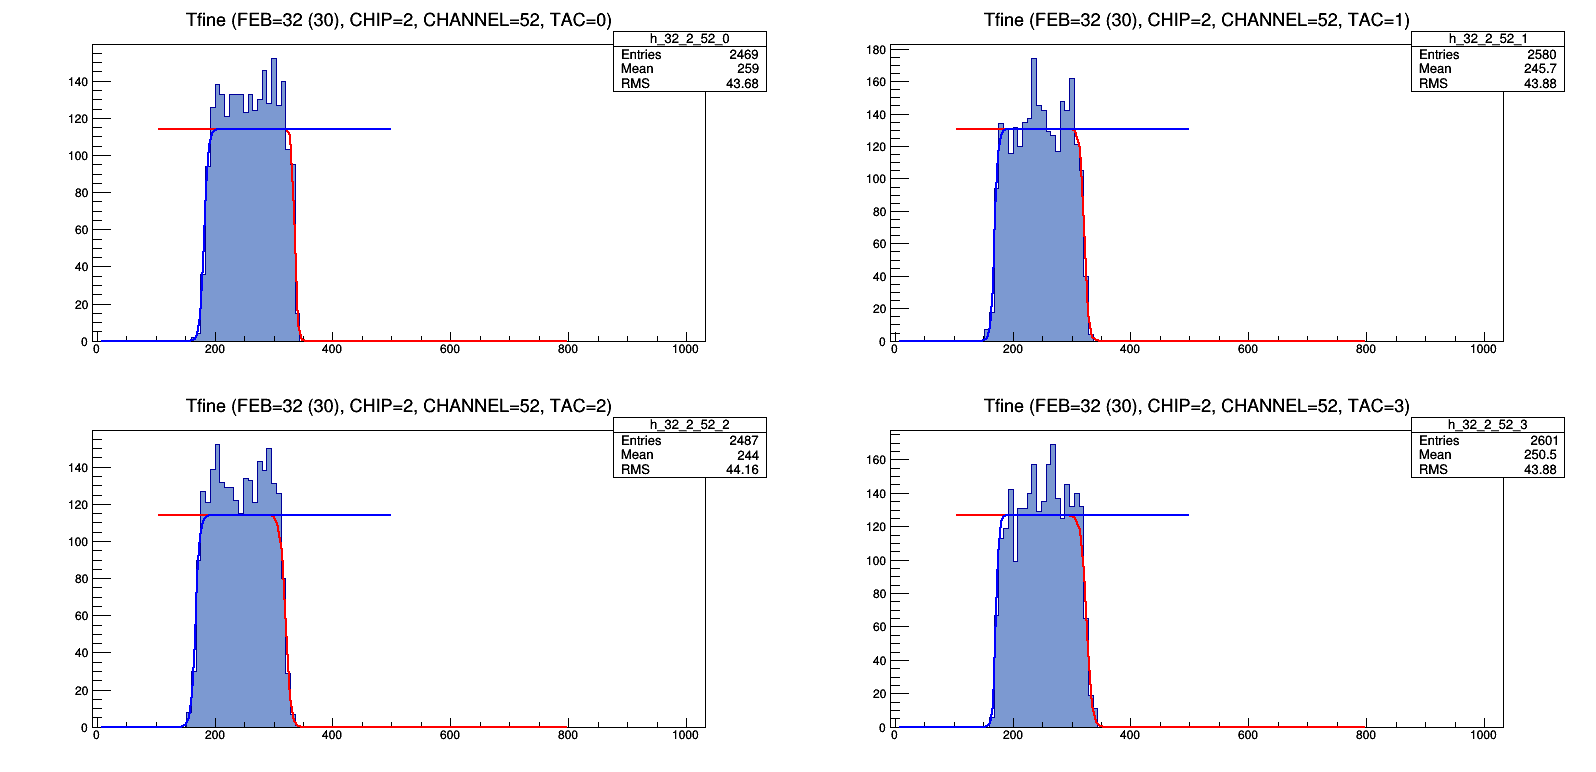 Tfine (FEB=32 (30), CHIP=2, CHANNEL=52, TAC=0)
h_32_2_52_0
Entries 2469
Mean 259
RMS 43.68
140
120
100
80
60
40
20
0
0 200 400 600 800 1000
Tfine (FEB=32 (30), CHIP=2, CHANNEL=52, TAC=1)
h_32_2_52_1
Entries 2580
Mean 245.7
RMS 43.88
180
160
140
120
100
80
60
40
20
0
0 200 400 600 800 1000
Tfine (FEB=32 (30), CHIP=2, CHANNEL=52, TAC=2)
h_32_2_52_2
Entries 2487
Mean 244
RMS 44.16
140
120
100
80
60
40
20
0
0 200 400 600 800 1000
Tfine (FEB=32 (30), CHIP=2, CHANNEL=52, TAC=3)
h_32_2_52_3
Entries 2601
Mean 250.5
RMS 43.88
160
140
120
100
80
60
40
20
0
0 200 400 600 800 1000